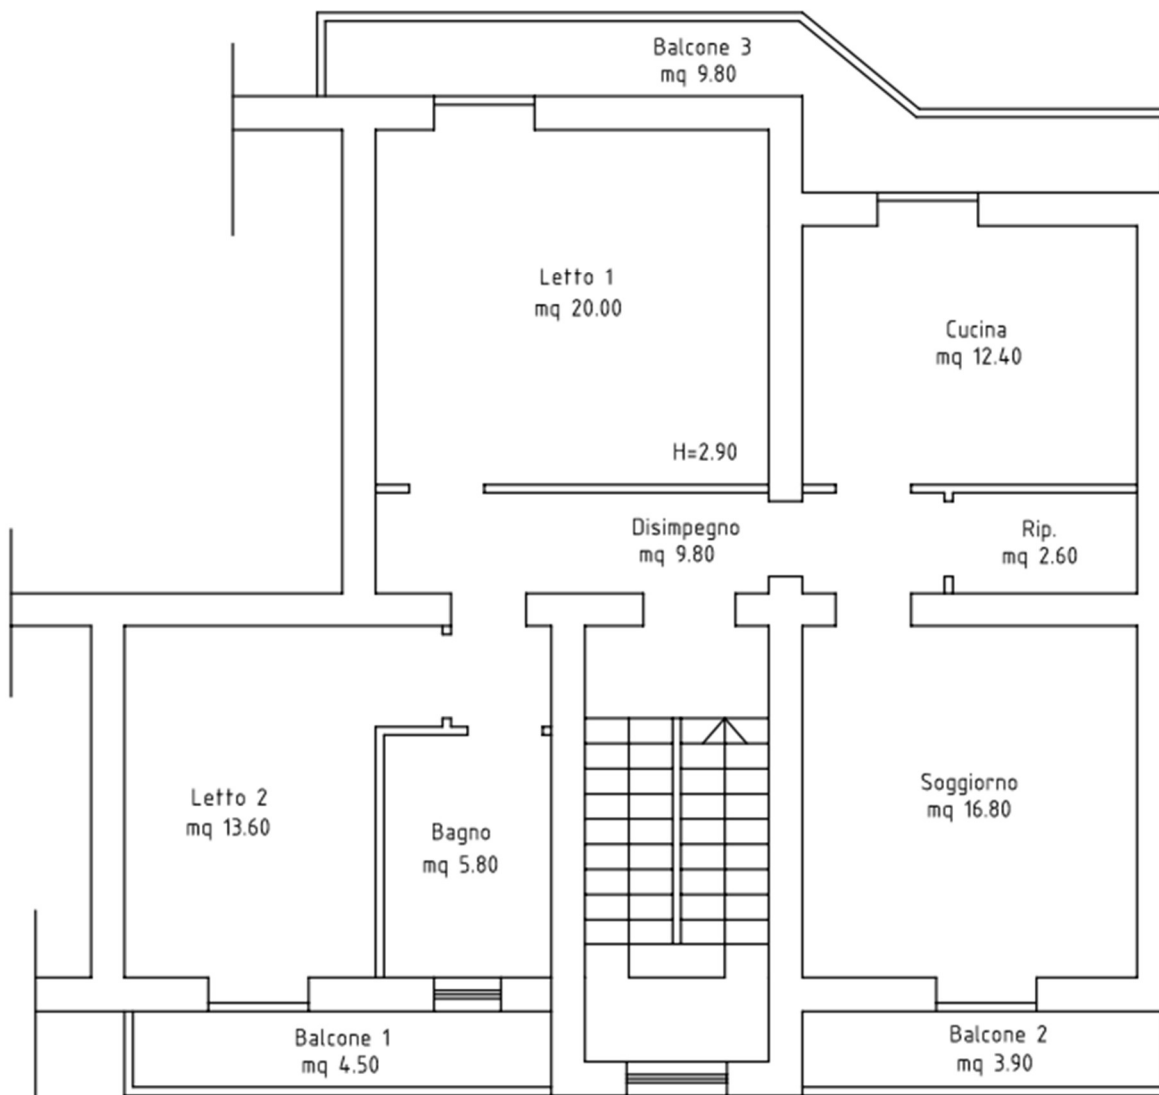 Balcone 3
mq 9.80
Letto 1
mq 20.00
Cucina
mq 12.40
H=2.90
Disimpegno
mq 9.80
Rip.
mq 2.60
Letto 2
mq 13.60
Bagno
mq 5.80
Soggiorno
mq 16.80
Balcone 1
mq 4.50
Balcone 2
mq 3.90